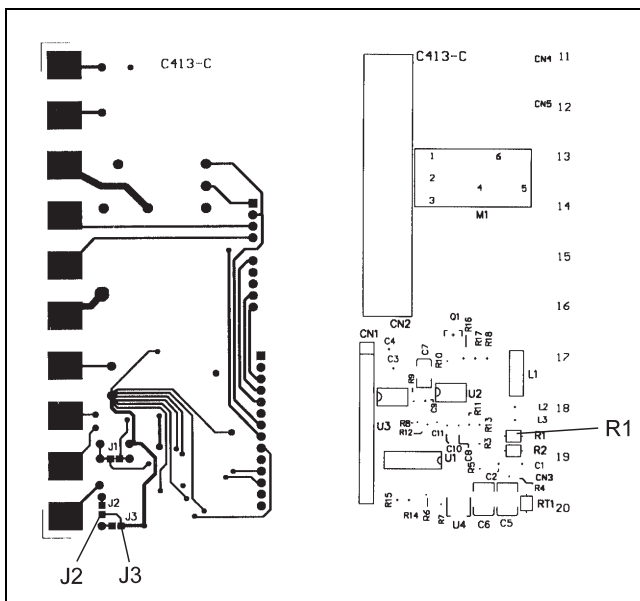 C413-C
J1
J2
J3
J2
J3
C413-C
CN4 11
CN5 12
13
14
15
16
17
18
19
20
1
6
2
4
5
3
M1
CN2
CN1
Q1
R16
R17
R18
C4
C3
C7
R10
R9
U2
C9
L1
R11
L2
L3
U3
R8
R12
R13
C11
C10
R3
C8
R1
R2
R1
U1
R5
C1
C2
CN3
R4
R15
R14
R6
R7
U4
C6
C5
RT1